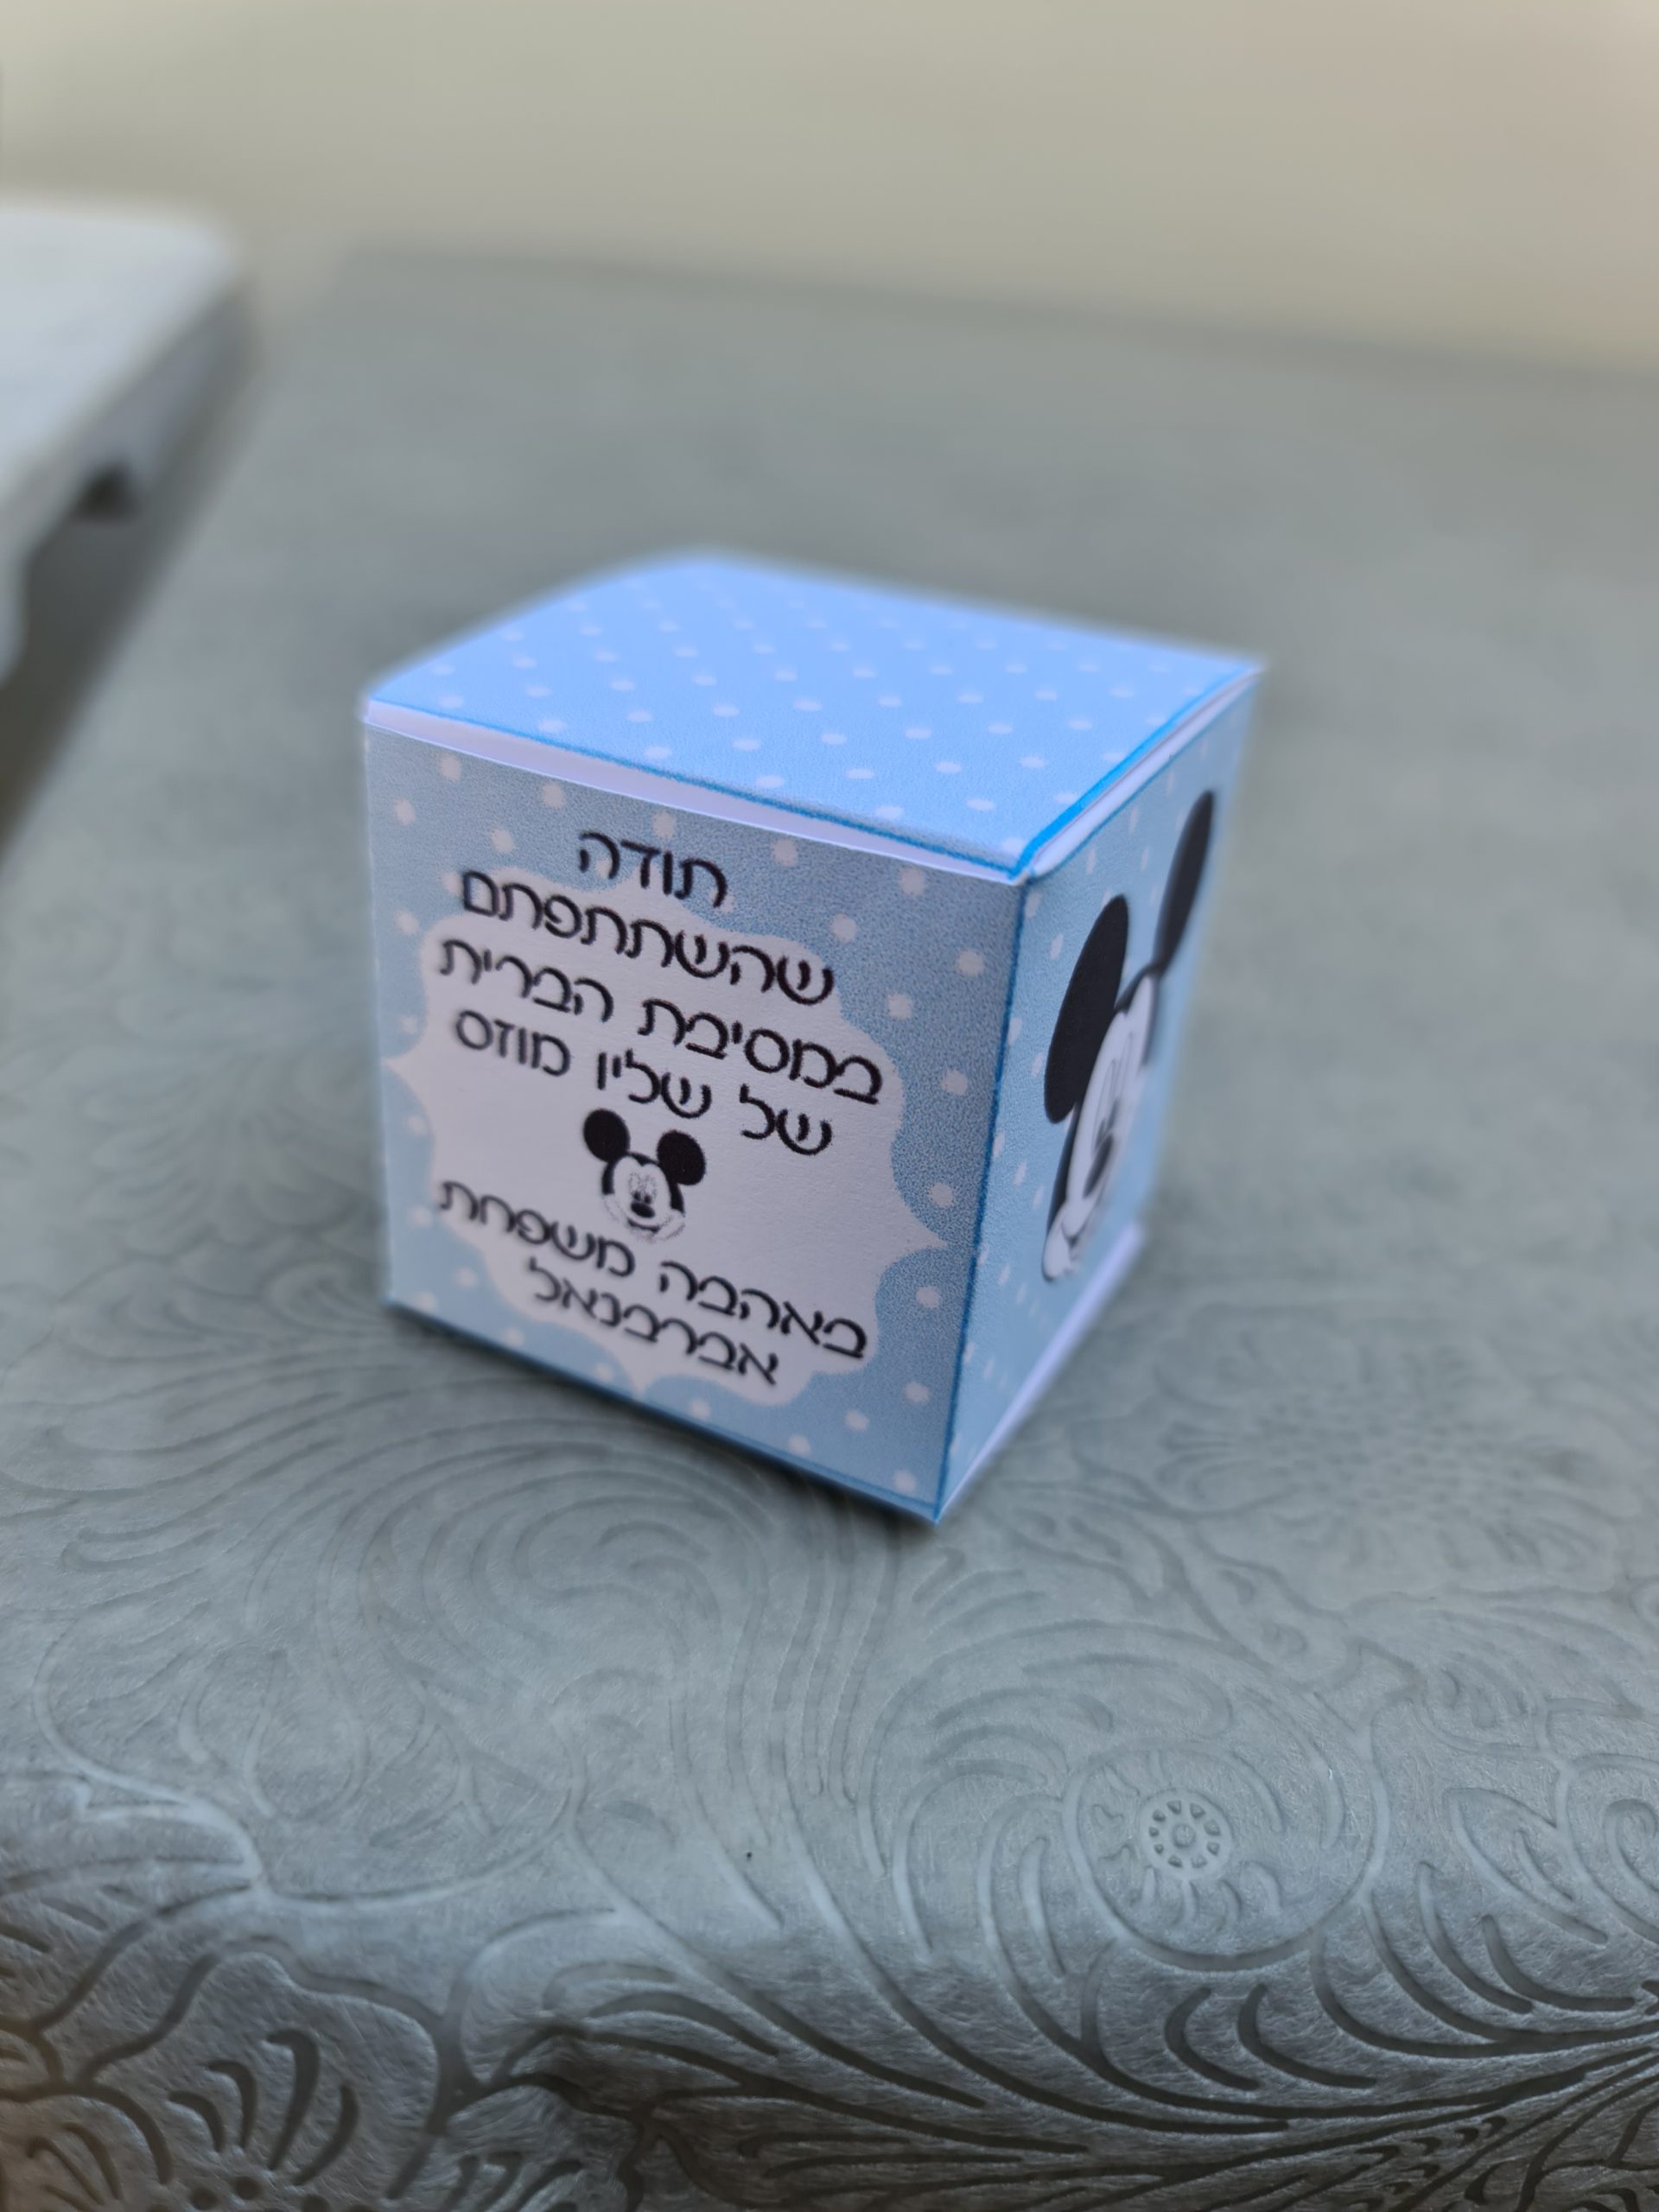 תודה
שהשתתפתם
במסיבת הברית
של שליו מוזס
באהבה משפחת
אברבנאל